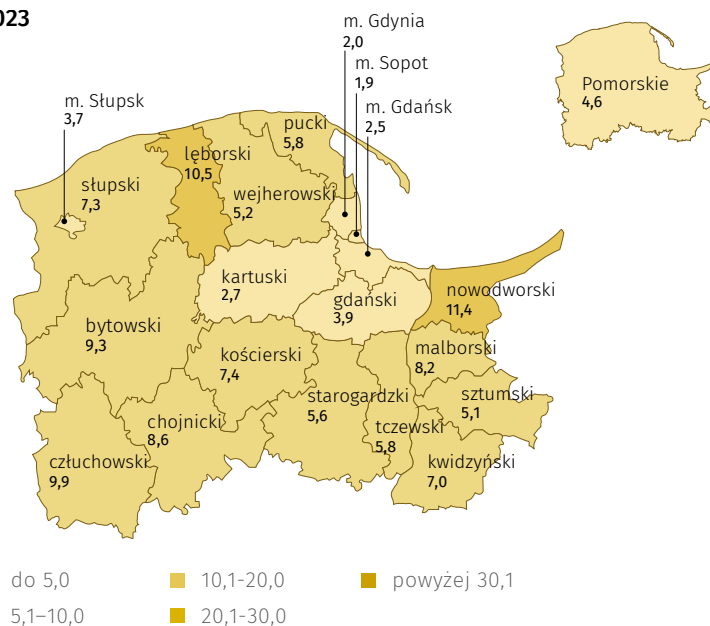 023
m. Gdynia
2,0
m. Sopot
1,9
m. Gdańsk
2,5
Pomorskie
4,6
m. Słupsk
3,7
pucki
5,8
lęborski
10,5
słupski
7,3
wejherowski
5,2
kartuski
2,7
gdański
3,9
nowodworski
11,4
bytowski
9,3
kościerski
7,4
malborski
8,2
starogardzki
5,6
sztumski
5,1
chojnicki
8,6
tczewski
5,8
człuchowski
9,9
kwidzyński
7,0
do 5,0
10,1-20,0
powyżej 30,1
5,1–10,0
20,1-30,0